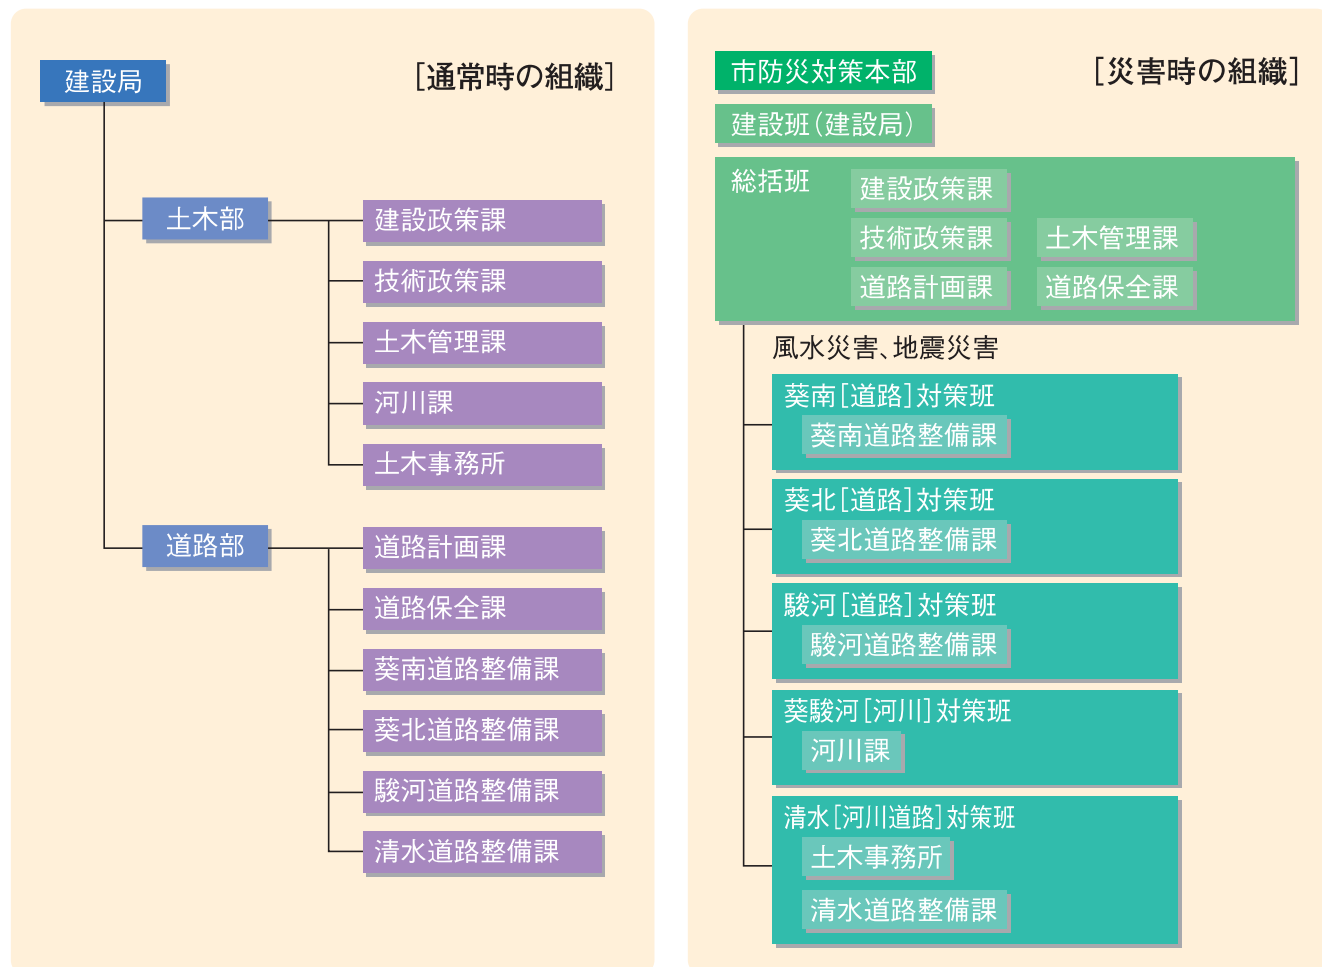 [通常時の組織]
建設局
土木部
建設政策課
技術政策課
土木管理課
河川課
土木事務所
道路部
道路計画課
道路保全課
葵南道路整備課
葵北道路整備課
駿河道路整備課
清水道路整備課
[災害時の組織]
市防災対策本部
建設班(建設局)
総括班
建設政策課
技術政策課
土木管理課
道路計画課
道路保全課
風水災害、地震災害
葵南[道路]対策班
葵南道路整備課
葵北[道路]対策班
葵北道路整備課
駿河[道路]対策班
駿河道路整備課
葵駿河[河川]対策班
河川課
清水[河川道路]対策班
土木事務所
清水道路整備課